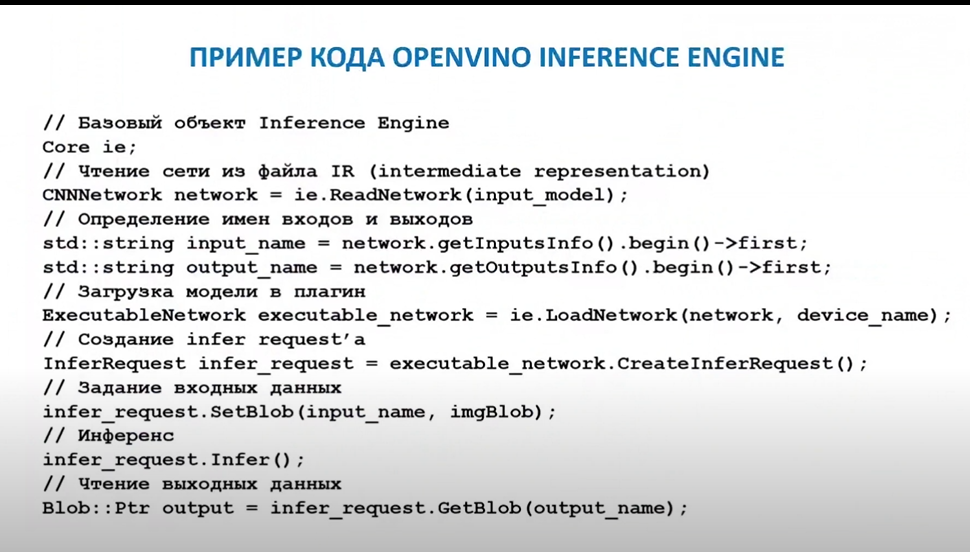 ПРИМЕР КОДА OPENVINO INFERENCE ENGINE
// Базовый объект Inference Engine
Core ie;
// Чтение сети из файла IR (intermediate representation)
CNNNetwork network = ie.ReadNetwork(input_model);
// Определение имен входов и выходов
std::string input_name = network.getInputsInfo().begin()->first;
std::string output_name = network.getOutputsInfo().begin()->first;
// Загрузка модели в плагин
ExecutableNetwork executable_network = ie.LoadNetwork(network, device_name);
// Создание infer request’а
InferRequest infer_request = executable_network.CreateInferRequest();
// Задание входных данных
infer_request.SetBlob(input_name, imgBlob);
// Инференс
infer_request.Infer();
// Чтение выходных данных
Blob::Ptr output = infer_request.GetBlob(output_name);